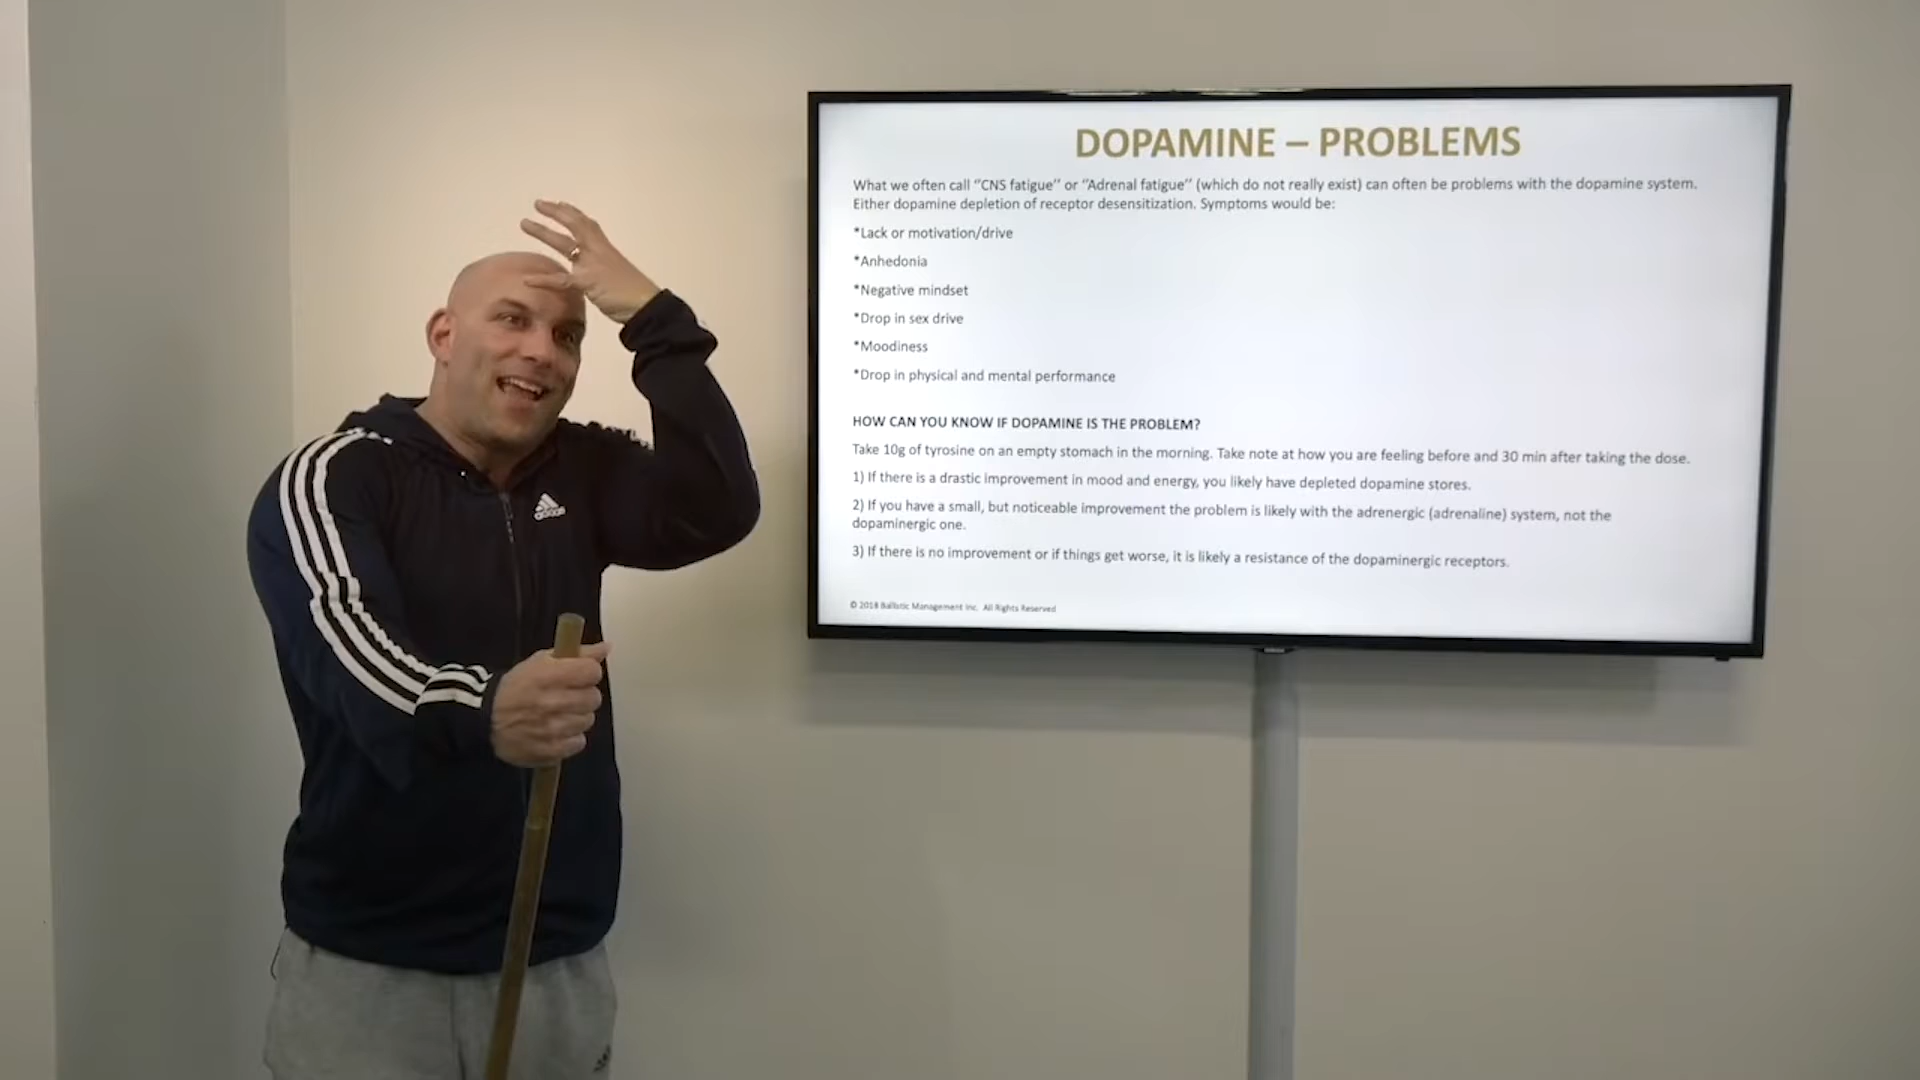 DOPAMINE – PROBLEMS
What we often call "CNS fatigue" or "Adrenal fatigue" (which do not really exist) can often be problems with the dopamine system.
Either dopamine depletion of receptor desensitization. Symptoms would be:
*Lack or motivation/drive
*Anhedonia
*Negative mindset
*Drop in sex drive
*Moodiness
*Drop in physical and mental performance
HOW CAN YOU KNOW IF DOPAMINE IS THE PROBLEM?
Take 10g of tyrosine on an empty stomach in the morning. Take note at how you are feeling before and 30 min after taking the dose.
1) If there is a drastic improvement in mood and energy, you likely have depleted dopamine stores.
2) If you have a small, but noticeable improvement the problem is likely with the adrenergic (adrenaline) system, not the
dopaminergic one.
3) If there is no improvement or if things get worse, it is likely a resistance of the dopaminergic receptors.
© 2018 Ballistic Management Inc. All Rights Reserved
adidas